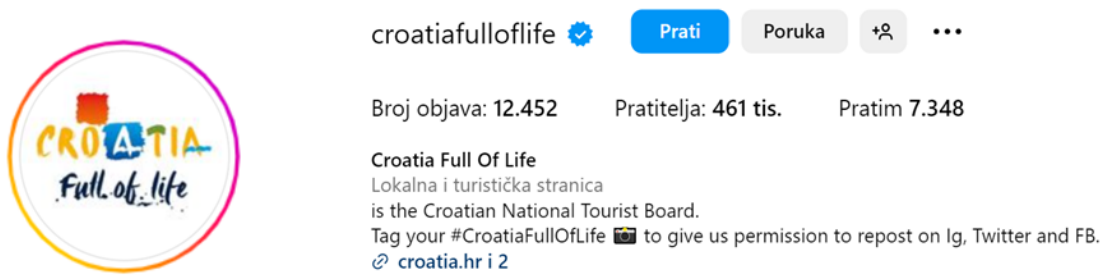 CROATIA
Full of life
croatiafulloflife Prati Poruka
Broj objava: 12.452 Pratitelja: 461 tis. Pratim 7.348
Croatia Full Of Life
Lokalna i turistička stranica
is the Croatian National Tourist Board.
Tag your #CroatiaFullOfLife 📸 to give us permission to repost on Ig, Twitter and FB.
croatia.hr i 2